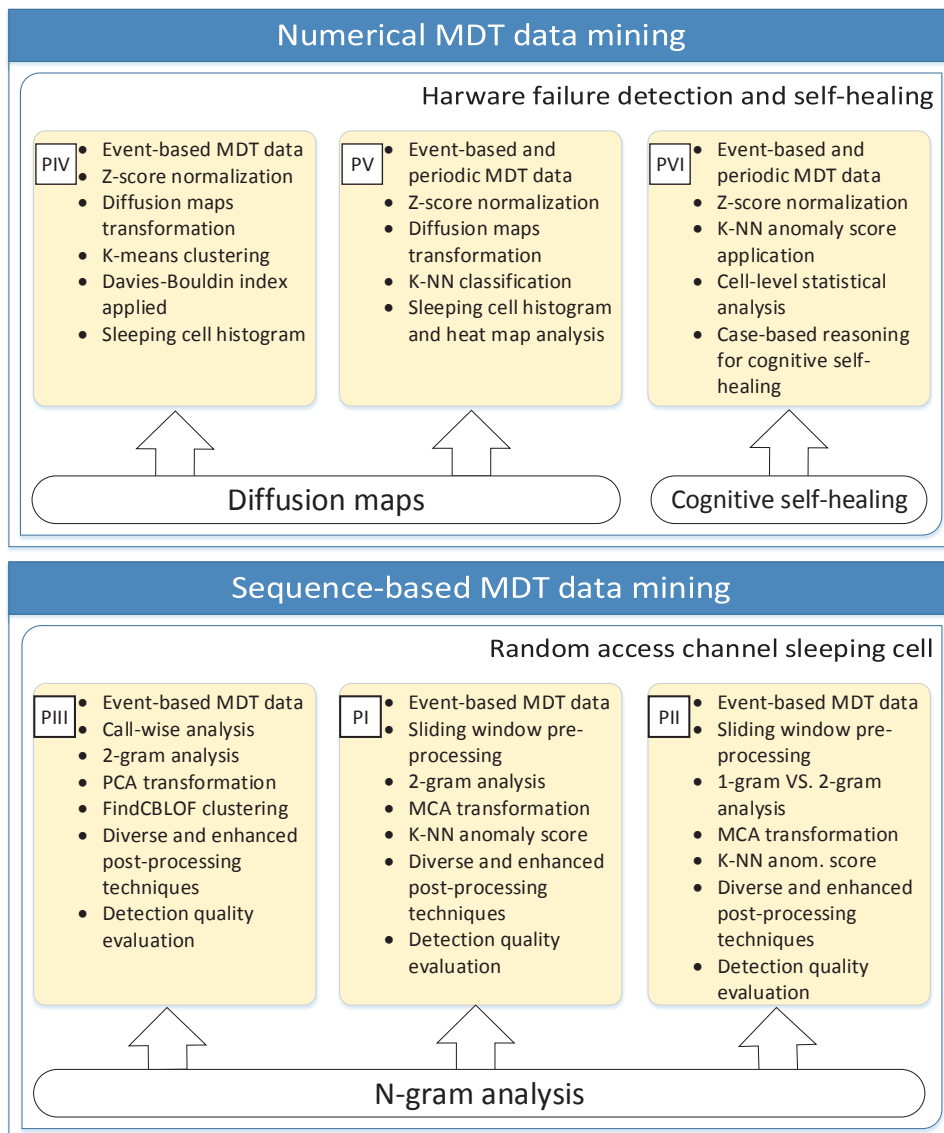 Numerical MDT data mining
Harware failure detection and self-healing
PIV
• Event-based MDT data
• Z-score normalization
• Diffusion maps
transformation
• K-means clustering
• Davies-Bouldin index
applied
• Sleeping cell histogram
PV
• Event-based and
periodic MDT data
• Z-score normalization
• Diffusion maps
transformation
• K-NN classification
• Sleeping cell histogram
and heat map analysis
PVI
• Event-based and
periodic MDT data
• Z-score normalization
• K-NN anomaly score
application
• Cell-level statistical
analysis
• Case-based reasoning
for cognitive self-
healing
Diffusion maps
Cognitive self-healing
Sequence-based MDT data mining
Random access channel sleeping cell
PIII
• Event-based MDT data
• Call-wise analysis
• 2-gram analysis
• PCA transformation
• FindCBLOF clustering
• Diverse and enhanced
post-processing
techniques
• Detection quality
evaluation
PI
• Event-based MDT data
• Sliding window pre-
processing
• 2-gram analysis
• MCA transformation
• K-NN anomaly score
• Diverse and enhanced
post-processing
techniques
• Detection quality
evaluation
PII
• Event-based MDT data
• Sliding window pre-
processing
• 1-gram VS. 2-gram
analysis
• MCA transformation
• K-NN anom. score
• Diverse and enhanced
post-processing
techniques
• Detection quality
evaluation
N-gram analysis